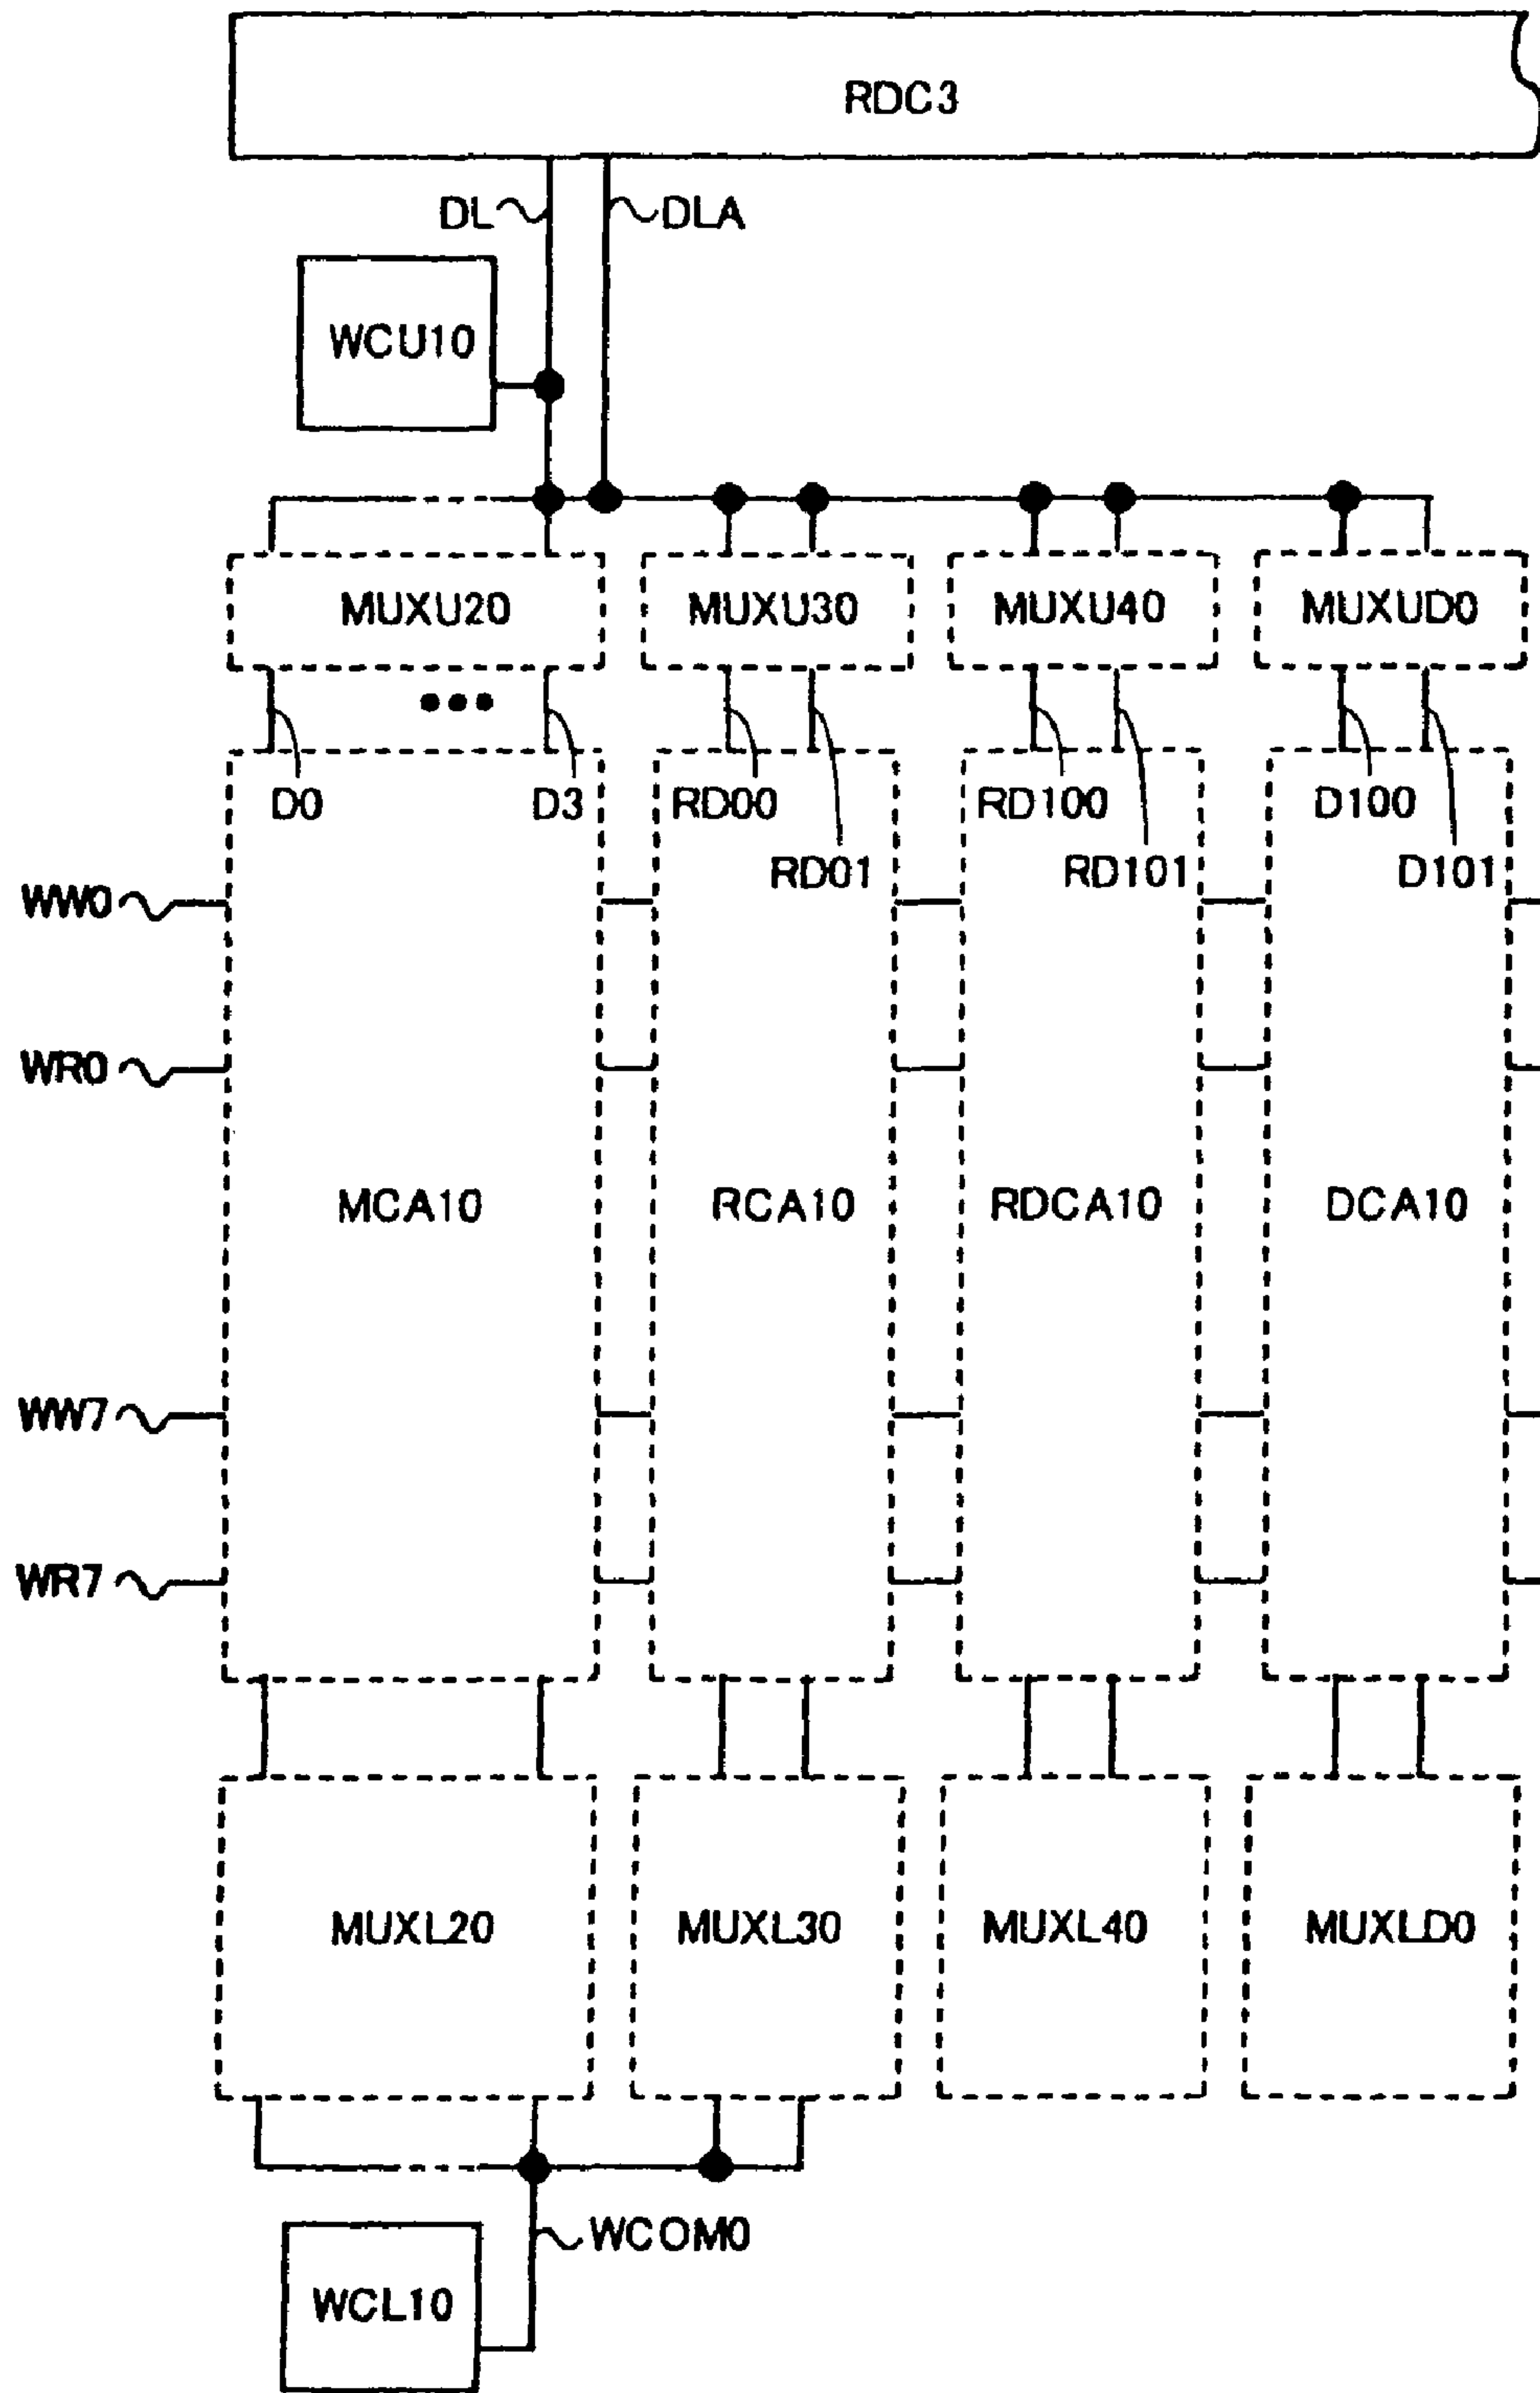 RDC3
DL
DLA
WCU10
MUXU20
MUXU30
MUXU40
MUXUD0
D0
D3
RD00
RD01
RD100
RD101
D100
D101
WW0
WR0
MCA10
RCA10
RDCA10
DCA10
WW7
WR7
MUXL20
MUXL30
MUXL40
MUXLD0
WCOM0
WCL10